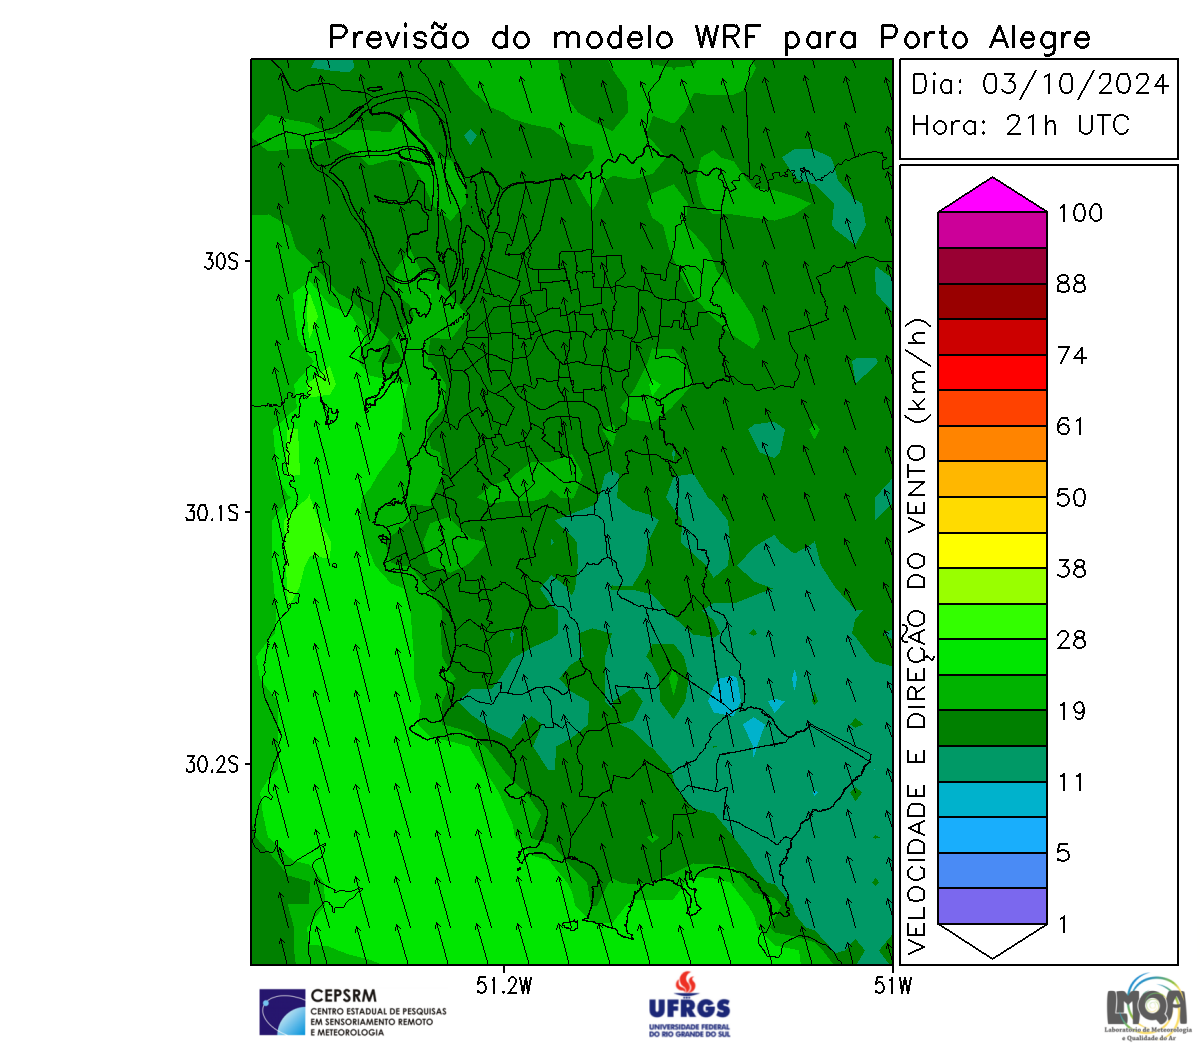 Previsão do modelo WRF para Porto Alegre
Dia: 03/10/2024
Hora: 21h UTC
30S
30.1S
30.2S
51.2W
51W
VELOCIDADE E DIREÇÃO DO VENTO (km/h)
100
88
74
61
50
38
28
19
11
5
1
CEPSRM
CENTRO ESTADUAL DE PESQUISAS
EM SENSORIAMENTO REMOTO
E METEOROLOGIA
UFRGS
UNIVERSIDADE FEDERAL
DO RIO GRANDE DO SUL
LMQA
Laboratório de Meteorologia
e Qualidade do Ar